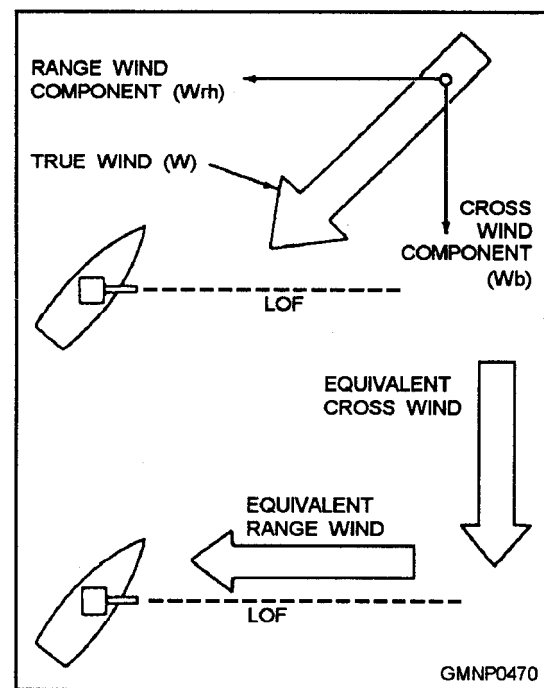 RANGE WIND
COMPONENT (Wrh)
TRUE WIND (W)
CROSS
WIND
COMPONENT
(Wb)
LOF
EQUIVALENT
CROSS WIND
EQUIVALENT
RANGE WIND
LOF
GMNP0470